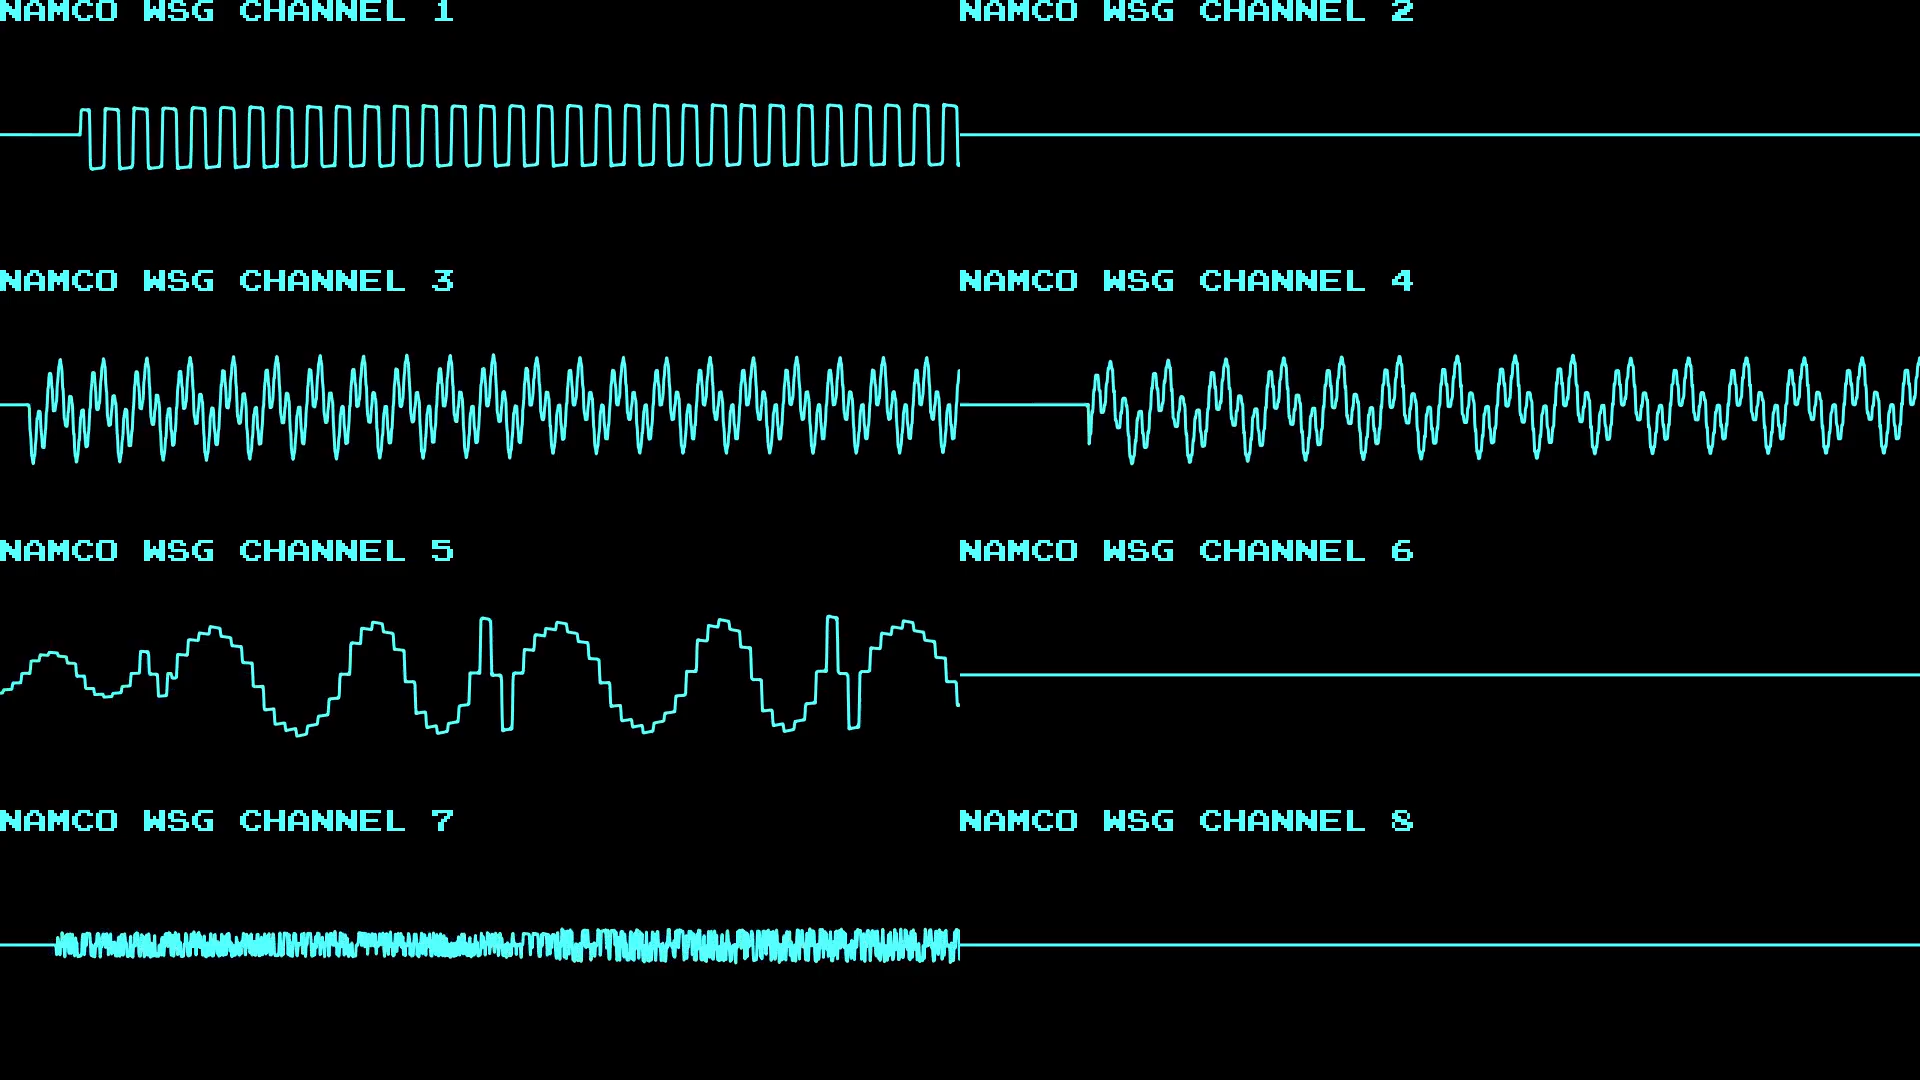 NAMCO WSG CHANNEL 1
NAMCO WSG CHANNEL 2
NAMCO WSG CHANNEL 3
NAMCO WSG CHANNEL 4
NAMCO WSG CHANNEL 5
NAMCO WSG CHANNEL 6
NAMCO WSG CHANNEL 7
NAMCO WSG CHANNEL 8